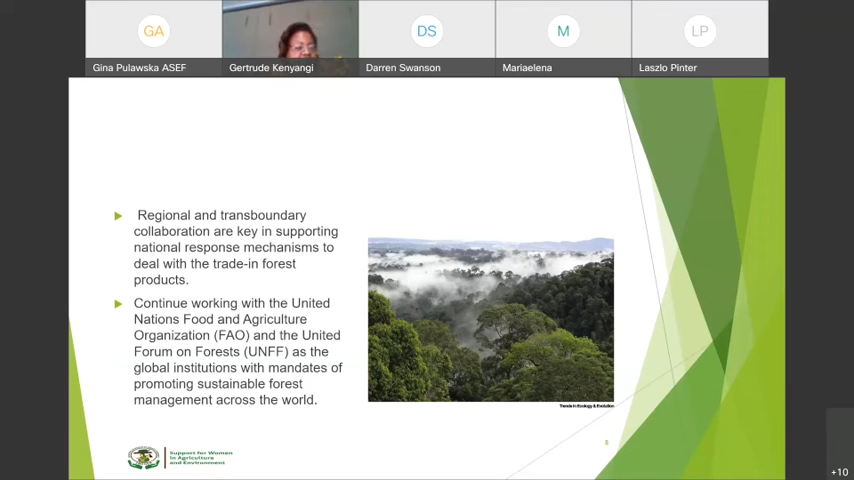 GA
DS
M
LP
Gina Pulawska ASEF
Gertrude Kenyangi
Darren Swanson
Mariaelena
Laszlo Pinter
Regional and transboundary
collaboration are key in supporting
national response mechanisms to
deal with the trade-in forest
products.
Continue working with the United
Nations Food and Agriculture
Organization (FAO) and the United
Forum on Forests (UNFF) as the
global institutions with mandates of
promoting sustainable forest
management across the world.
Trends in Ecology & Evolution
Support for Women
in Agriculture
and Environment
+10